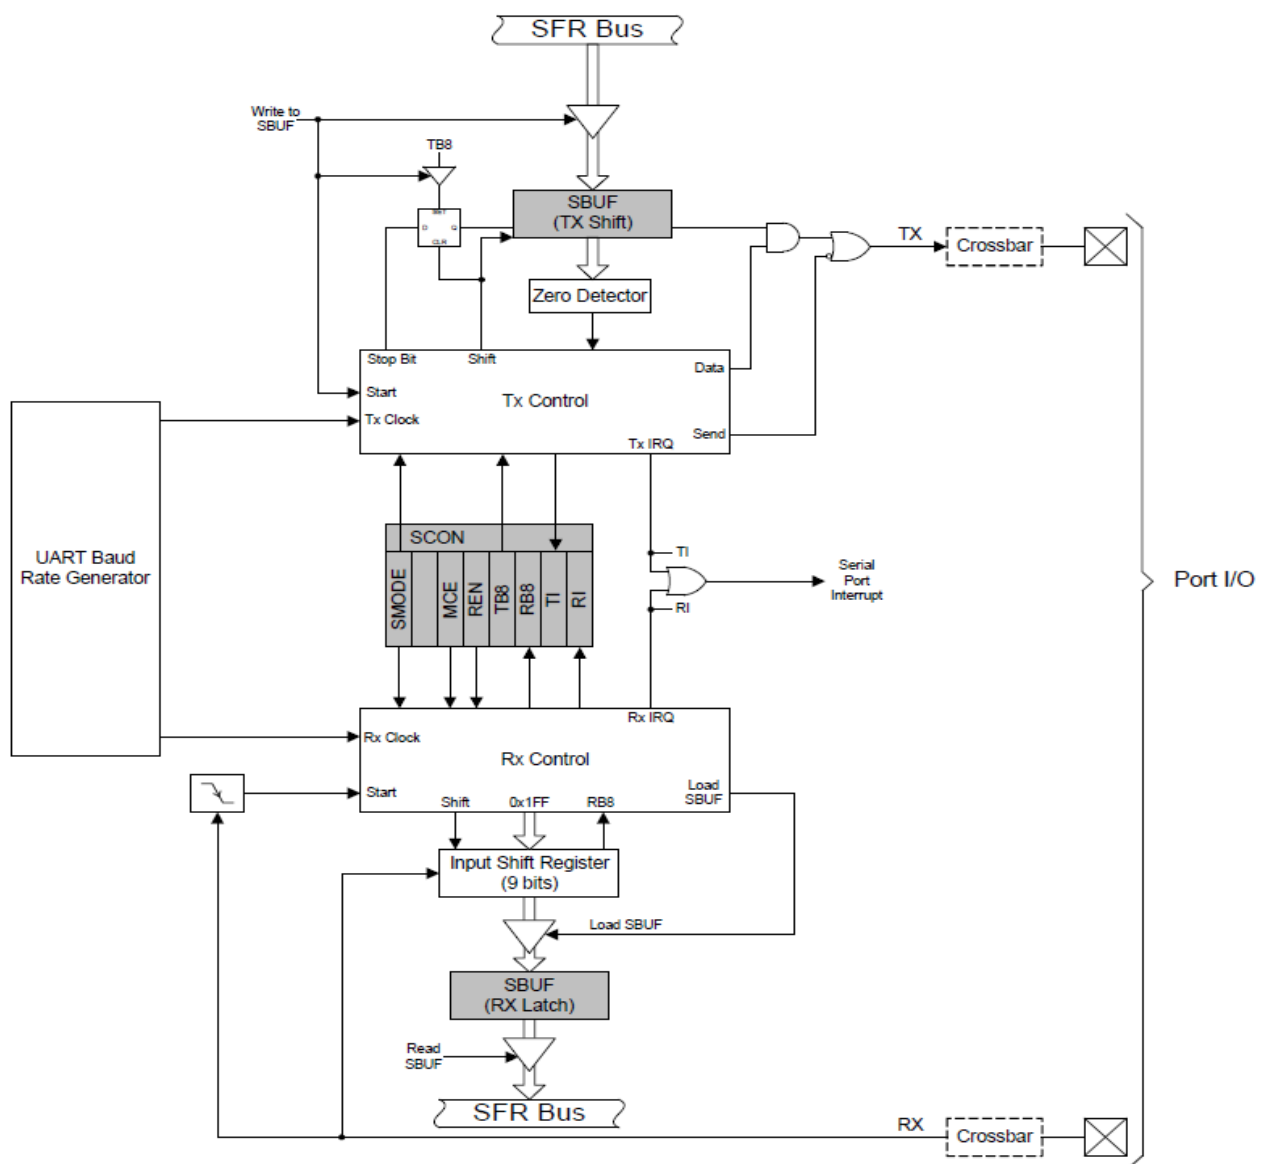 SFR Bus
Write to
SBUF
TB8
SET
D
Q
CLR
SBUF
(TX Shift)
TX
Crossbar
Zero Detector
Stop Bit
Shift
Data
Start
Tx Control
Tx Clock
Send
Tx IRQ
UART Baud
Rate Generator
SCON
SMODE
MCE
REN
TB8
RB8
TI
RI
TI
RI
Serial
Port
Interrupt
Port I/O
Rx IRQ
Rx Clock
Rx Control
Start
Load
SBUF
Shift
0x1FF
RB8
Input Shift Register
(9 bits)
Load SBUF
SBUF
(RX Latch)
Read
SBUF
SFR Bus
RX
Crossbar